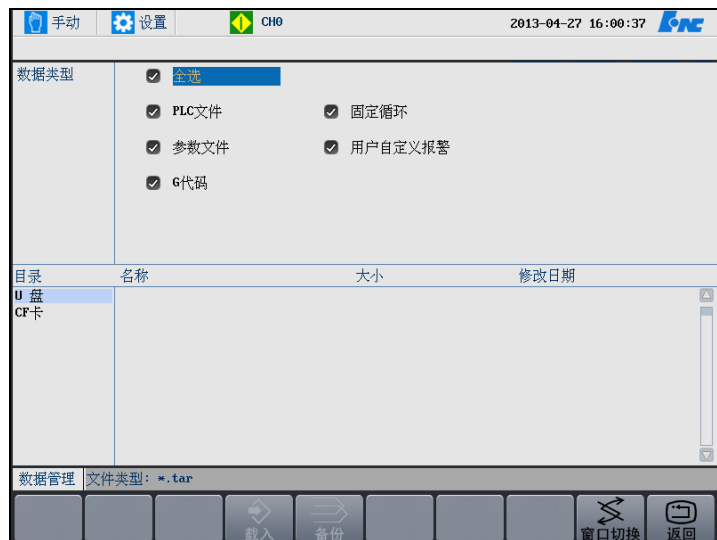 手动 设置 CH0 2013-04-27 16:00:37 HNC
数据类型 全选
PLC文件 固定循环
参数文件 用户自定义报警
G代码
目录 名称 大小 修改日期
U 盘
CF卡
数据管理 文件类型: *.tar
载入 备份 窗口切换 返回